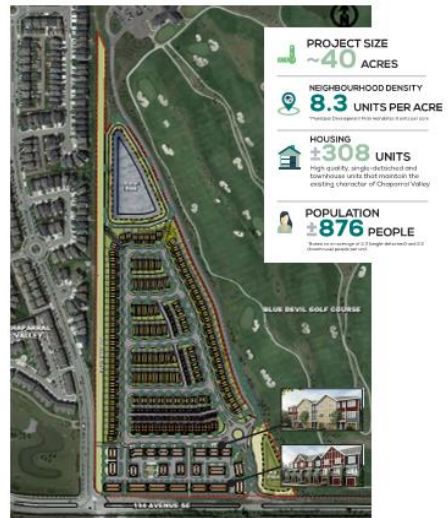 PROJECT SIZE
~40 ACRES
NEIGHBOURHOOD DENSITY
8.3 UNITS PER ACRE
HOUSING
±308 UNITS
High quality, single-detached and
townhouse units that maintain the
existing character of Chaparral Valley
POPULATION
±876 PEOPLE
BLUE DEVIL GOLF COURSE
CHAPARRAL
VALLEY
194 AVENUE SE